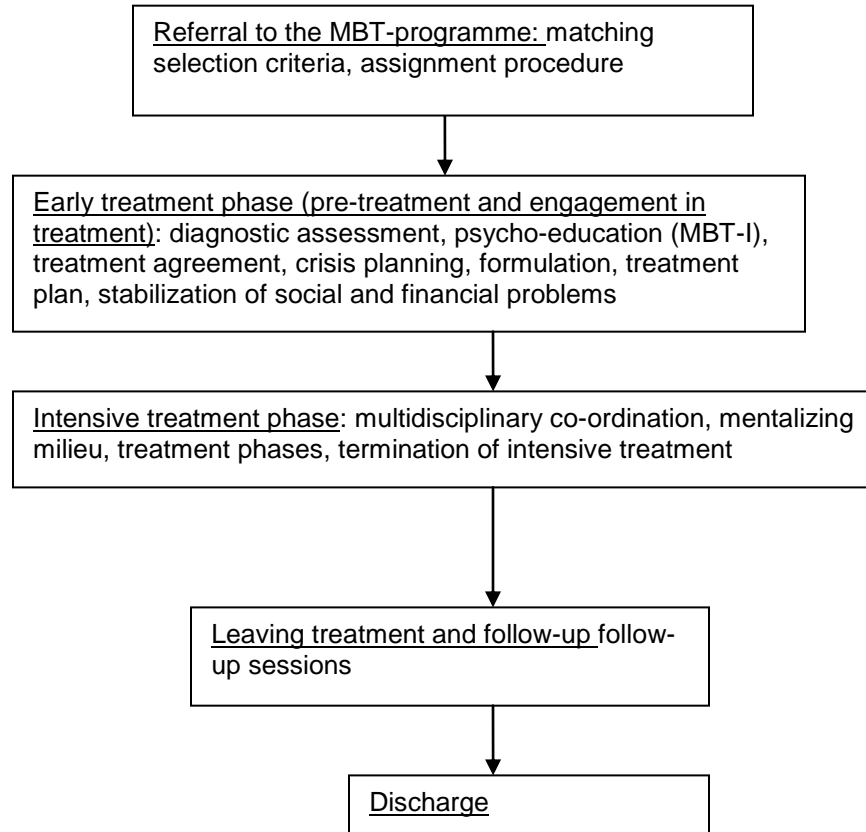 Referral to the MBT-programme: matching
selection criteria, assignment procedure
Early treatment phase (pre-treatment and engagement in
treatment): diagnostic assessment, psycho-education (MBT-I),
treatment agreement, crisis planning, formulation, treatment
plan, stabilization of social and financial problems
Intensive treatment phase: multidisciplinary co-ordination, mentalizing
milieu, treatment phases, termination of intensive treatment
Leaving treatment and follow-up follow-
up sessions
Discharge